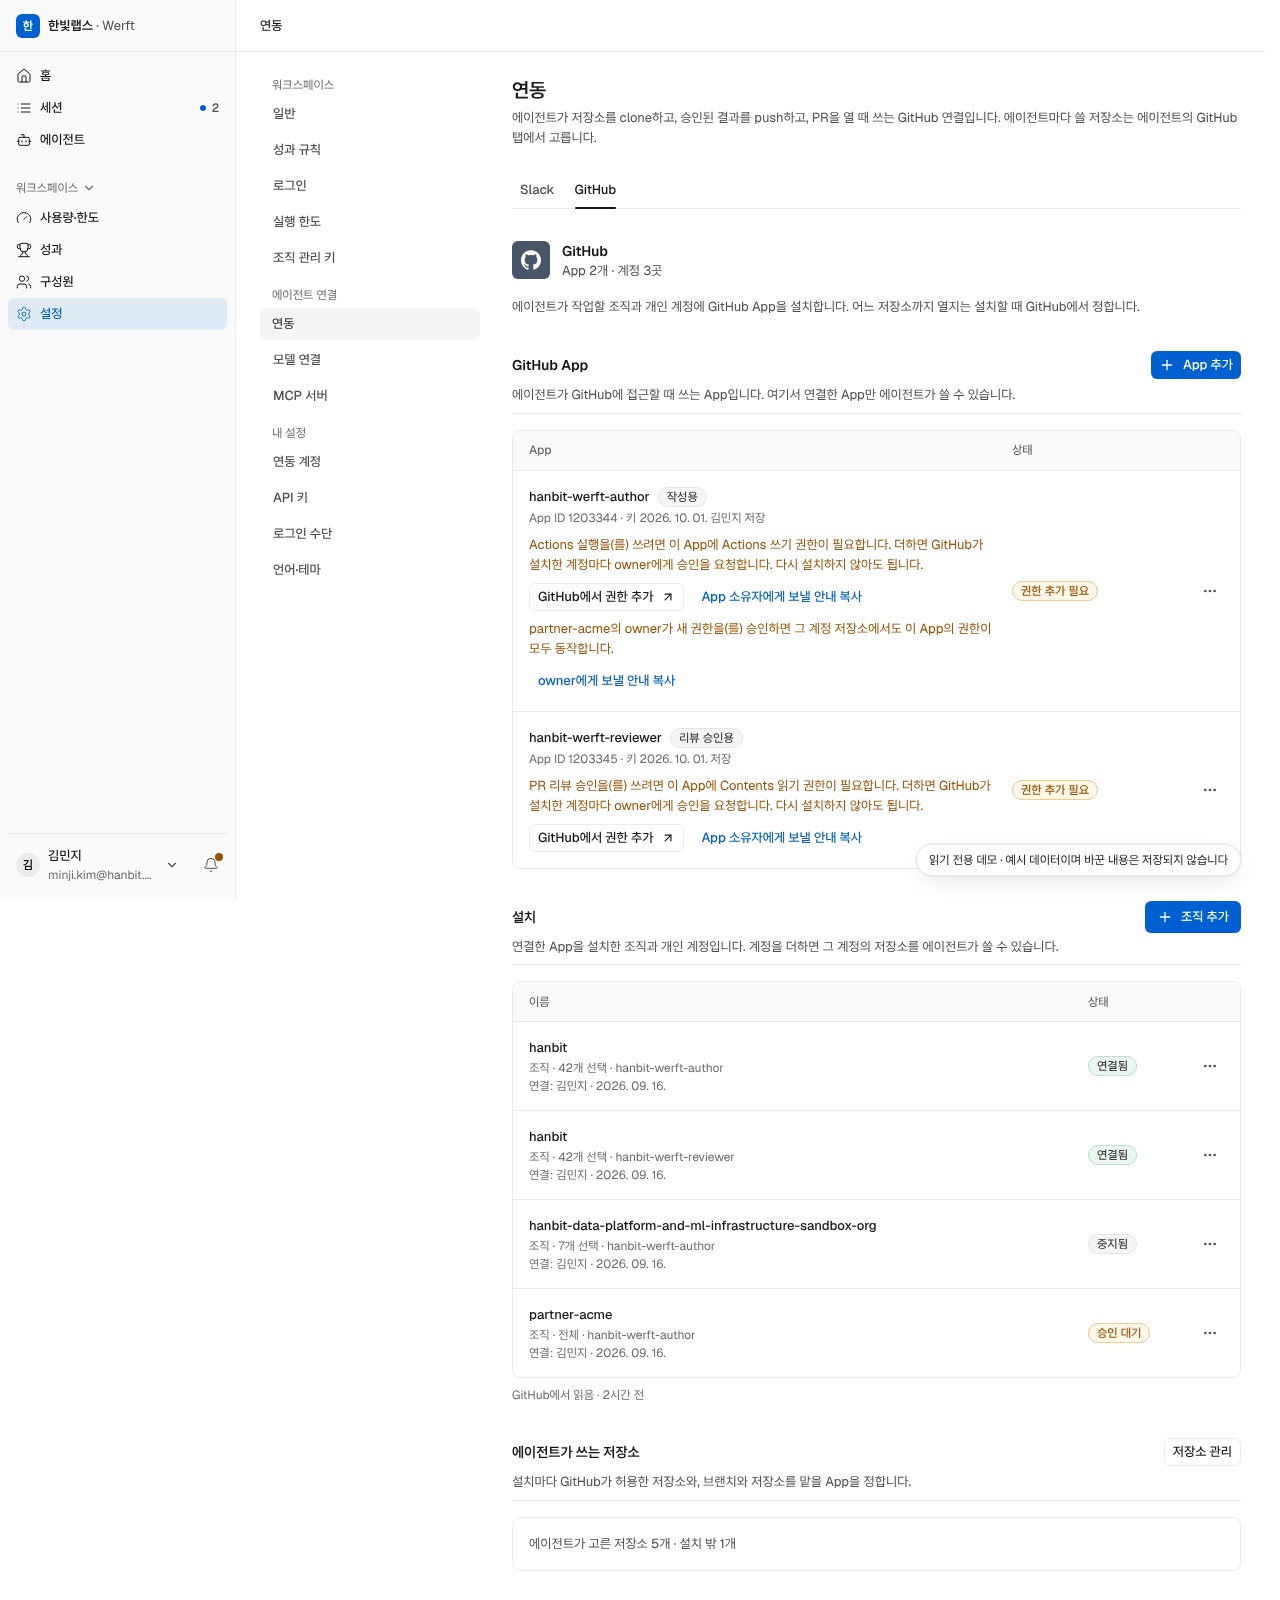 한 한빛랩스 · Werft
홈
세션 2
에이전트
워크스페이스
사용량·한도
성과
구성원
설정
김 김민지
minji.kim@hanbit....
연동
워크스페이스
일반
성과 규칙
로그인
실행 한도
조직 관리 키
에이전트 연결
연동
모델 연결
MCP 서버
내 설정
연동 계정
API 키
로그인 수단
언어·테마
연동
에이전트가 저장소를 clone하고, 승인된 결과를 push하고, PR을 열 때 쓰는 GitHub 연결입니다. 에이전트마다 쓸 저장소는 에이전트의 GitHub
탭에서 고릅니다.
Slack GitHub
GitHub
App 2개 · 계정 3곳
에이전트가 작업할 조직과 개인 계정에 GitHub App을 설치합니다. 어느 저장소까지 열지는 설치할 때 GitHub에서 정합니다.
GitHub App
App 추가
에이전트가 GitHub에 접근할 때 쓰는 App입니다. 여기서 연결한 App만 에이전트가 쓸 수 있습니다.
App 상태
hanbit-werft-author 작성용
App ID 1203344 · 키 2026. 10. 01. 김민지 저장
Actions 실행을(를) 쓰려면 이 App에 Actions 쓰기 권한이 필요합니다. 더하면 GitHub가
설치한 계정마다 owner에게 승인을 요청합니다. 다시 설치하지 않아도 됩니다.
GitHub에서 권한 추가 App 소유자에게 보낼 안내 복사
권한 추가 필요
partner-acme의 owner가 새 권한을(를) 승인하면 그 계정 저장소에서도 이 App의 권한이
모두 동작합니다.
owner에게 보낼 안내 복사
hanbit-werft-reviewer 리뷰 승인용
App ID 1203345 · 키 2026. 10. 01. 저장
PR 리뷰 승인을(를) 쓰려면 이 App에 Contents 읽기 권한이 필요합니다. 더하면 GitHub가
설치한 계정마다 owner에게 승인을 요청합니다. 다시 설치하지 않아도 됩니다.
권한 추가 필요
GitHub에서 권한 추가 App 소유자에게 보낼 안내 복사
읽기 전용 데모 · 예시 데이터이며 바꾼 내용은 저장되지 않습니다
설치
조직 추가
연결한 App을 설치한 조직과 개인 계정입니다. 계정을 더하면 그 계정의 저장소를 에이전트가 쓸 수 있습니다.
이름 상태
hanbit
조직 · 42개 선택 · hanbit-werft-author
연결: 김민지 · 2026. 09. 16.
연결됨
hanbit
조직 · 42개 선택 · hanbit-werft-reviewer
연결: 김민지 · 2026. 09. 16.
연결됨
hanbit-data-platform-and-ml-infrastructure-sandbox-org
조직 · 7개 선택 · hanbit-werft-author
연결: 김민지 · 2026. 09. 16.
중지됨
partner-acme
조직 · 전체 · hanbit-werft-author
연결: 김민지 · 2026. 09. 16.
승인 대기
GitHub에서 읽음 · 2시간 전
에이전트가 쓰는 저장소
저장소 관리
설치마다 GitHub가 허용한 저장소와, 브랜치와 저장소를 맡을 App을 정합니다.
에이전트가 고른 저장소 5개 · 설치 밖 1개